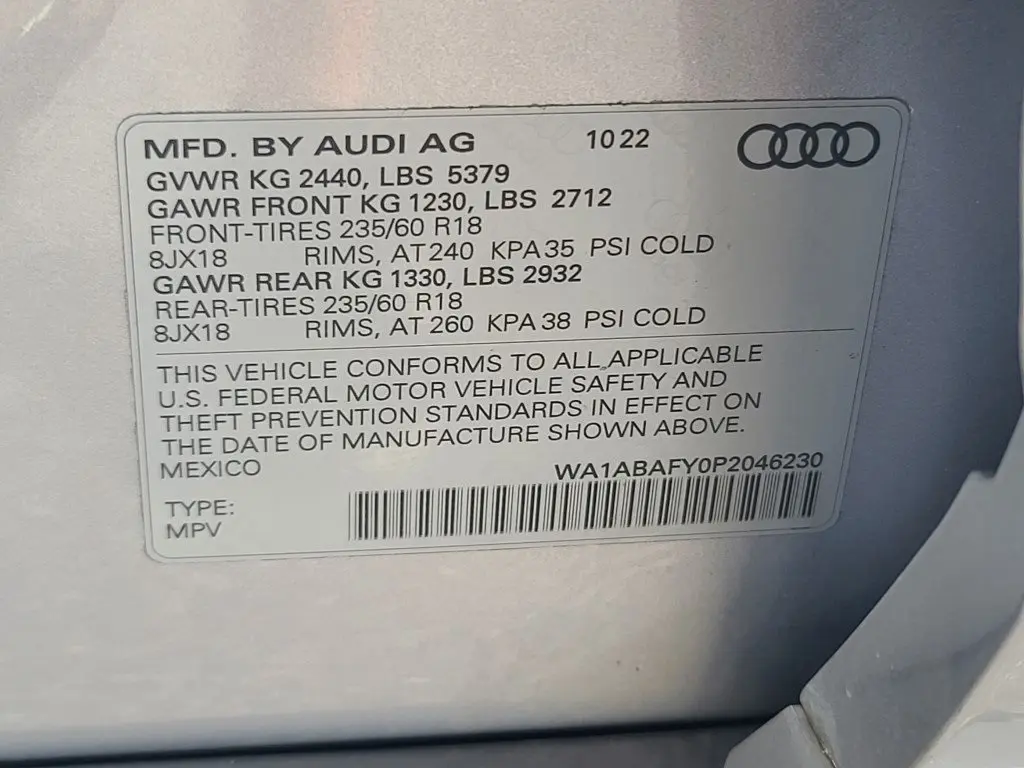 MFD. BY AUDI AG 10 22
GVWR KG 2440, LBS 5379
GAWR FRONT KG 1230, LBS 2712
FRONT-TIRES 235/60 R18
8JX18 RIMS, AT 240 KPA 35 PSI COLD
GAWR REAR KG 1330, LBS 2932
REAR-TIRES 235/60 R18
8JX18 RIMS, AT 260 KPA 38 PSI COLD
THIS VEHICLE CONFORMS TO ALL APPLICABLE
U.S. FEDERAL MOTOR VEHICLE SAFETY AND
THEFT PREVENTION STANDARDS IN EFFECT ON
THE DATE OF MANUFACTURE SHOWN ABOVE.
MEXICO WA1ABAFY0P2046230
TYPE:
MPV